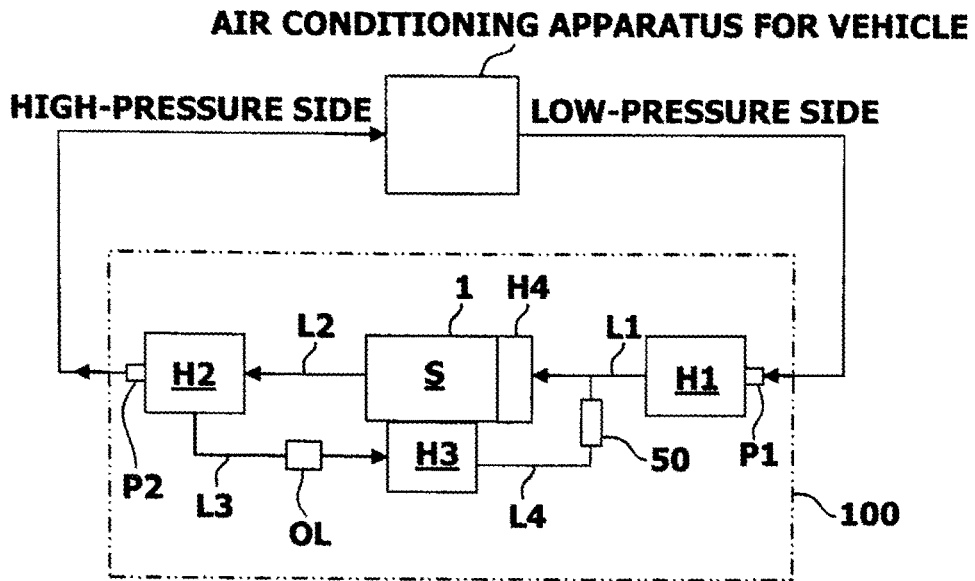 AIR CONDITIONING APPARATUS FOR VEHICLE
HIGH-PRESSURE SIDE
LOW-PRESSURE SIDE
1
H4
L2
L1
H2
S
H1
P2
L3
OL
H3
L4
50
P1
100